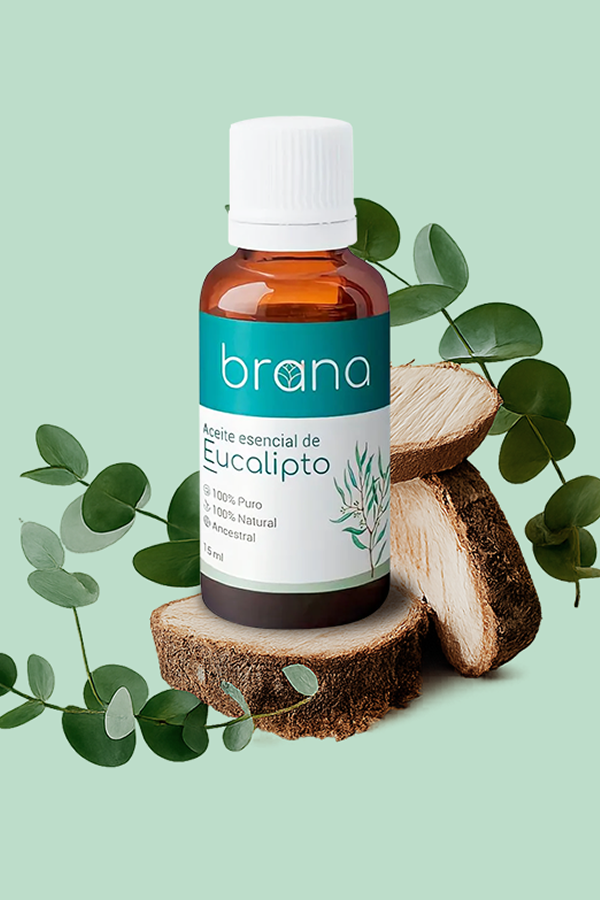 brana
Aceite esencial de
Eucalipto
100% Puro
100% Natural
Ancestral
15 ml